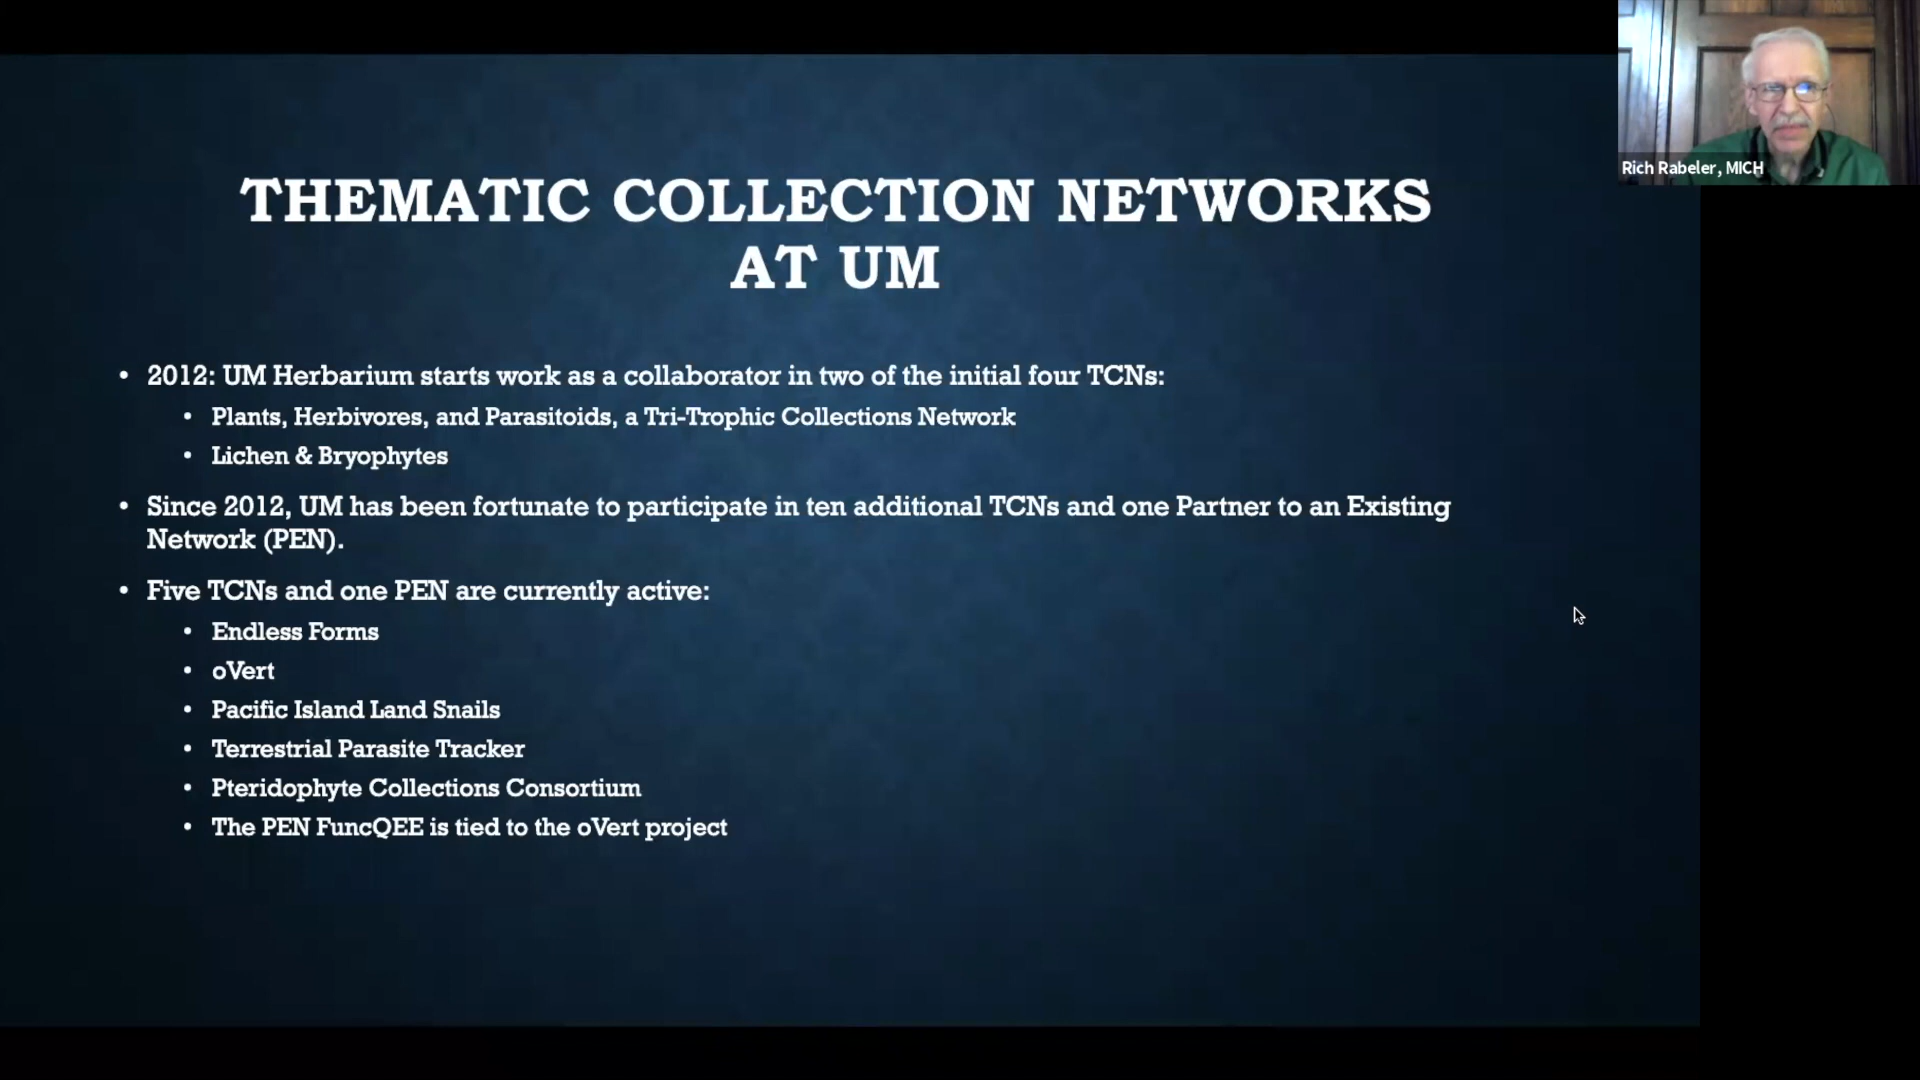 THEMATIC COLLECTION NETWORKS
AT UM
• 2012: UM Herbarium starts work as a collaborator in two of the initial four TCNs:
• Plants, Herbivores, and Parasitoids, a Tri-Trophic Collections Network
• Lichen & Bryophytes
• Since 2012, UM has been fortunate to participate in ten additional TCNs and one Partner to an Existing
Network (PEN).
• Five TCNs and one PEN are currently active:
• Endless Forms
• oVert
• Pacific Island Land Snails
• Terrestrial Parasite Tracker
• Pteridophyte Collections Consortium
• The PEN FuncQEE is tied to the oVert project
Rich Rabeler, MICH